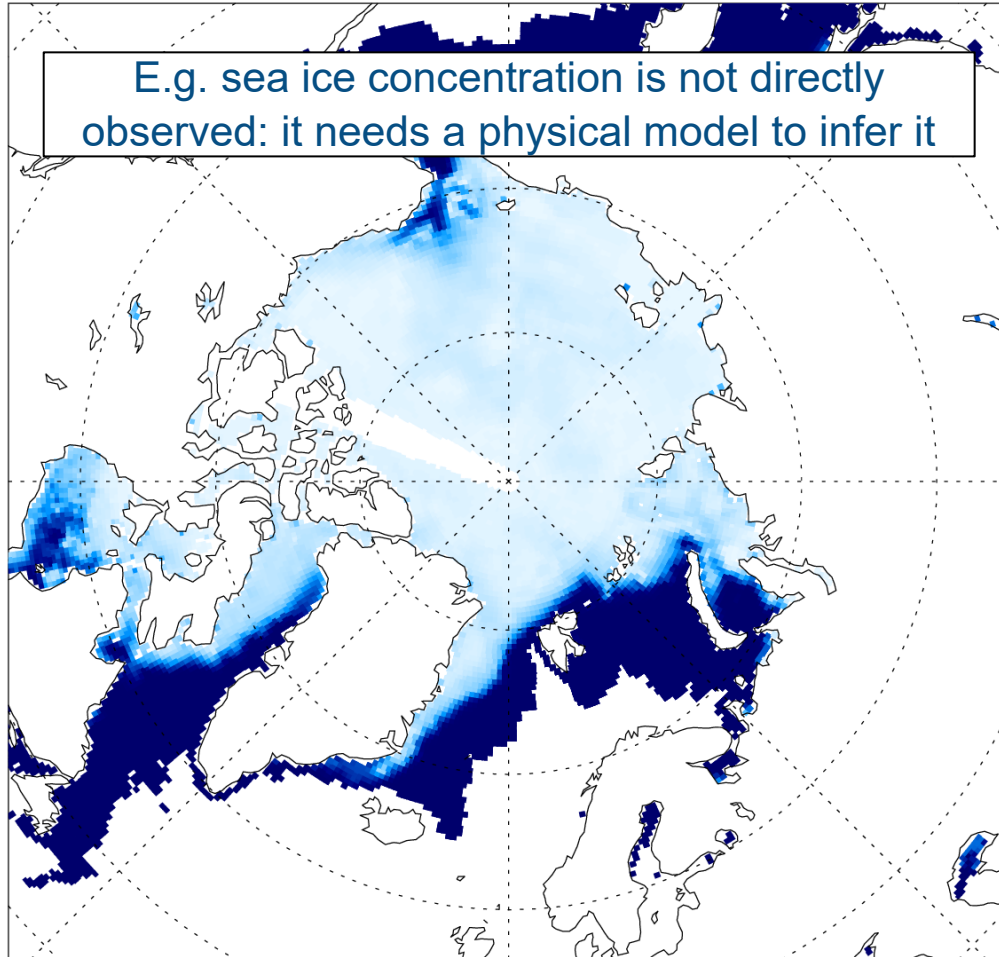 E.g. sea ice concentration is not directly
observed: it needs a physical model to infer it